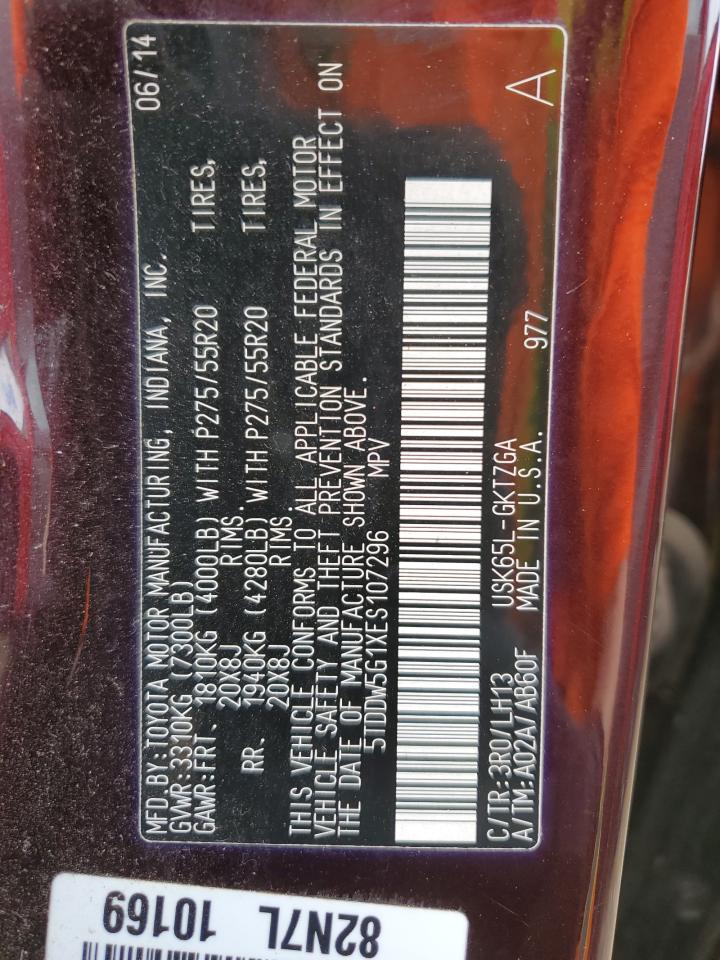 MFD.BY:TOYOTA MOTOR MANUFACTURING, INDIANA, INC. 06/14
GVWR:3310KG (7300LB)
GAWR:FRT. 1810KG (4000LB) WITH P275/55R20 TIRES,
20X8J RIMS.
RR. 1940KG (4280LB) WITH P275/55R20 TIRES,
20X8J RIMS.
THIS VEHICLE CONFORMS TO ALL APPLICABLE FEDERAL MOTOR
VEHICLE SAFETY AND THEFT PREVENTION STANDARDS IN EFFECT ON
THE DATE OF MANUFACTURE SHOWN ABOVE.
5TDDW5G1XES107296 MPV
C/TR:3R0/LH13 USK65L-GKTZGA
A/TM:A02A/AB60F MADE IN U.S.A. 977 A
82N7L
10169